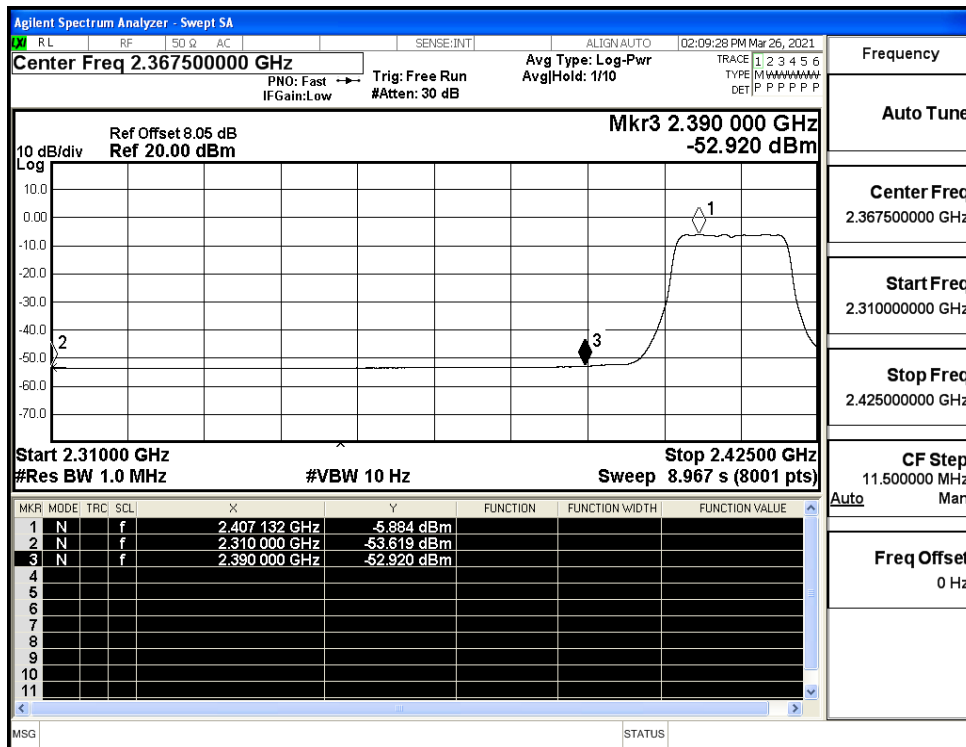 Agilent Spectrum Analyzer - Swept SA
LXI RL RF 50 Ω AC SENSE:INT ALIGNAUTO 02:09:28 PM Mar 26, 2021
Center Freq 2.367500000 GHz
PNO: Fast
IFGain:Low
Trig: Free Run
#Atten: 30 dB
Avg Type: Log-Pwr
Avg|Hold: 1/10
TRACE 1 2 3 4 5 6
TYPE MWWWWW
DET P P P P P P
Ref Offset 8.05 dB
10 dB/div Ref 20.00 dBm
Log
Mkr3 2.390 000 GHz
-52.920 dBm
10.0
0.00
-10.0
-20.0
-30.0
-40.0
-50.0
-60.0
-70.0
1
2
3
Start 2.31000 GHz Stop 2.42500 GHz
#Res BW 1.0 MHz #VBW 10 Hz Sweep 8.967 s (8001 pts)
MKR MODE TRC SCL X Y FUNCTION FUNCTION WIDTH FUNCTION VALUE
1 N f 2.407 132 GHz -5.884 dBm
2 N f 2.310 000 GHz -53.619 dBm
3 N f 2.390 000 GHz -52.920 dBm
4
5
6
7
8
9
10
11
MSG STATUS
Frequency
Auto Tune
Center Freq
2.367500000 GHz
Start Freq
2.310000000 GHz
Stop Freq
2.425000000 GHz
CF Step
11.500000 MHz
Auto Man
Freq Offset
0 Hz